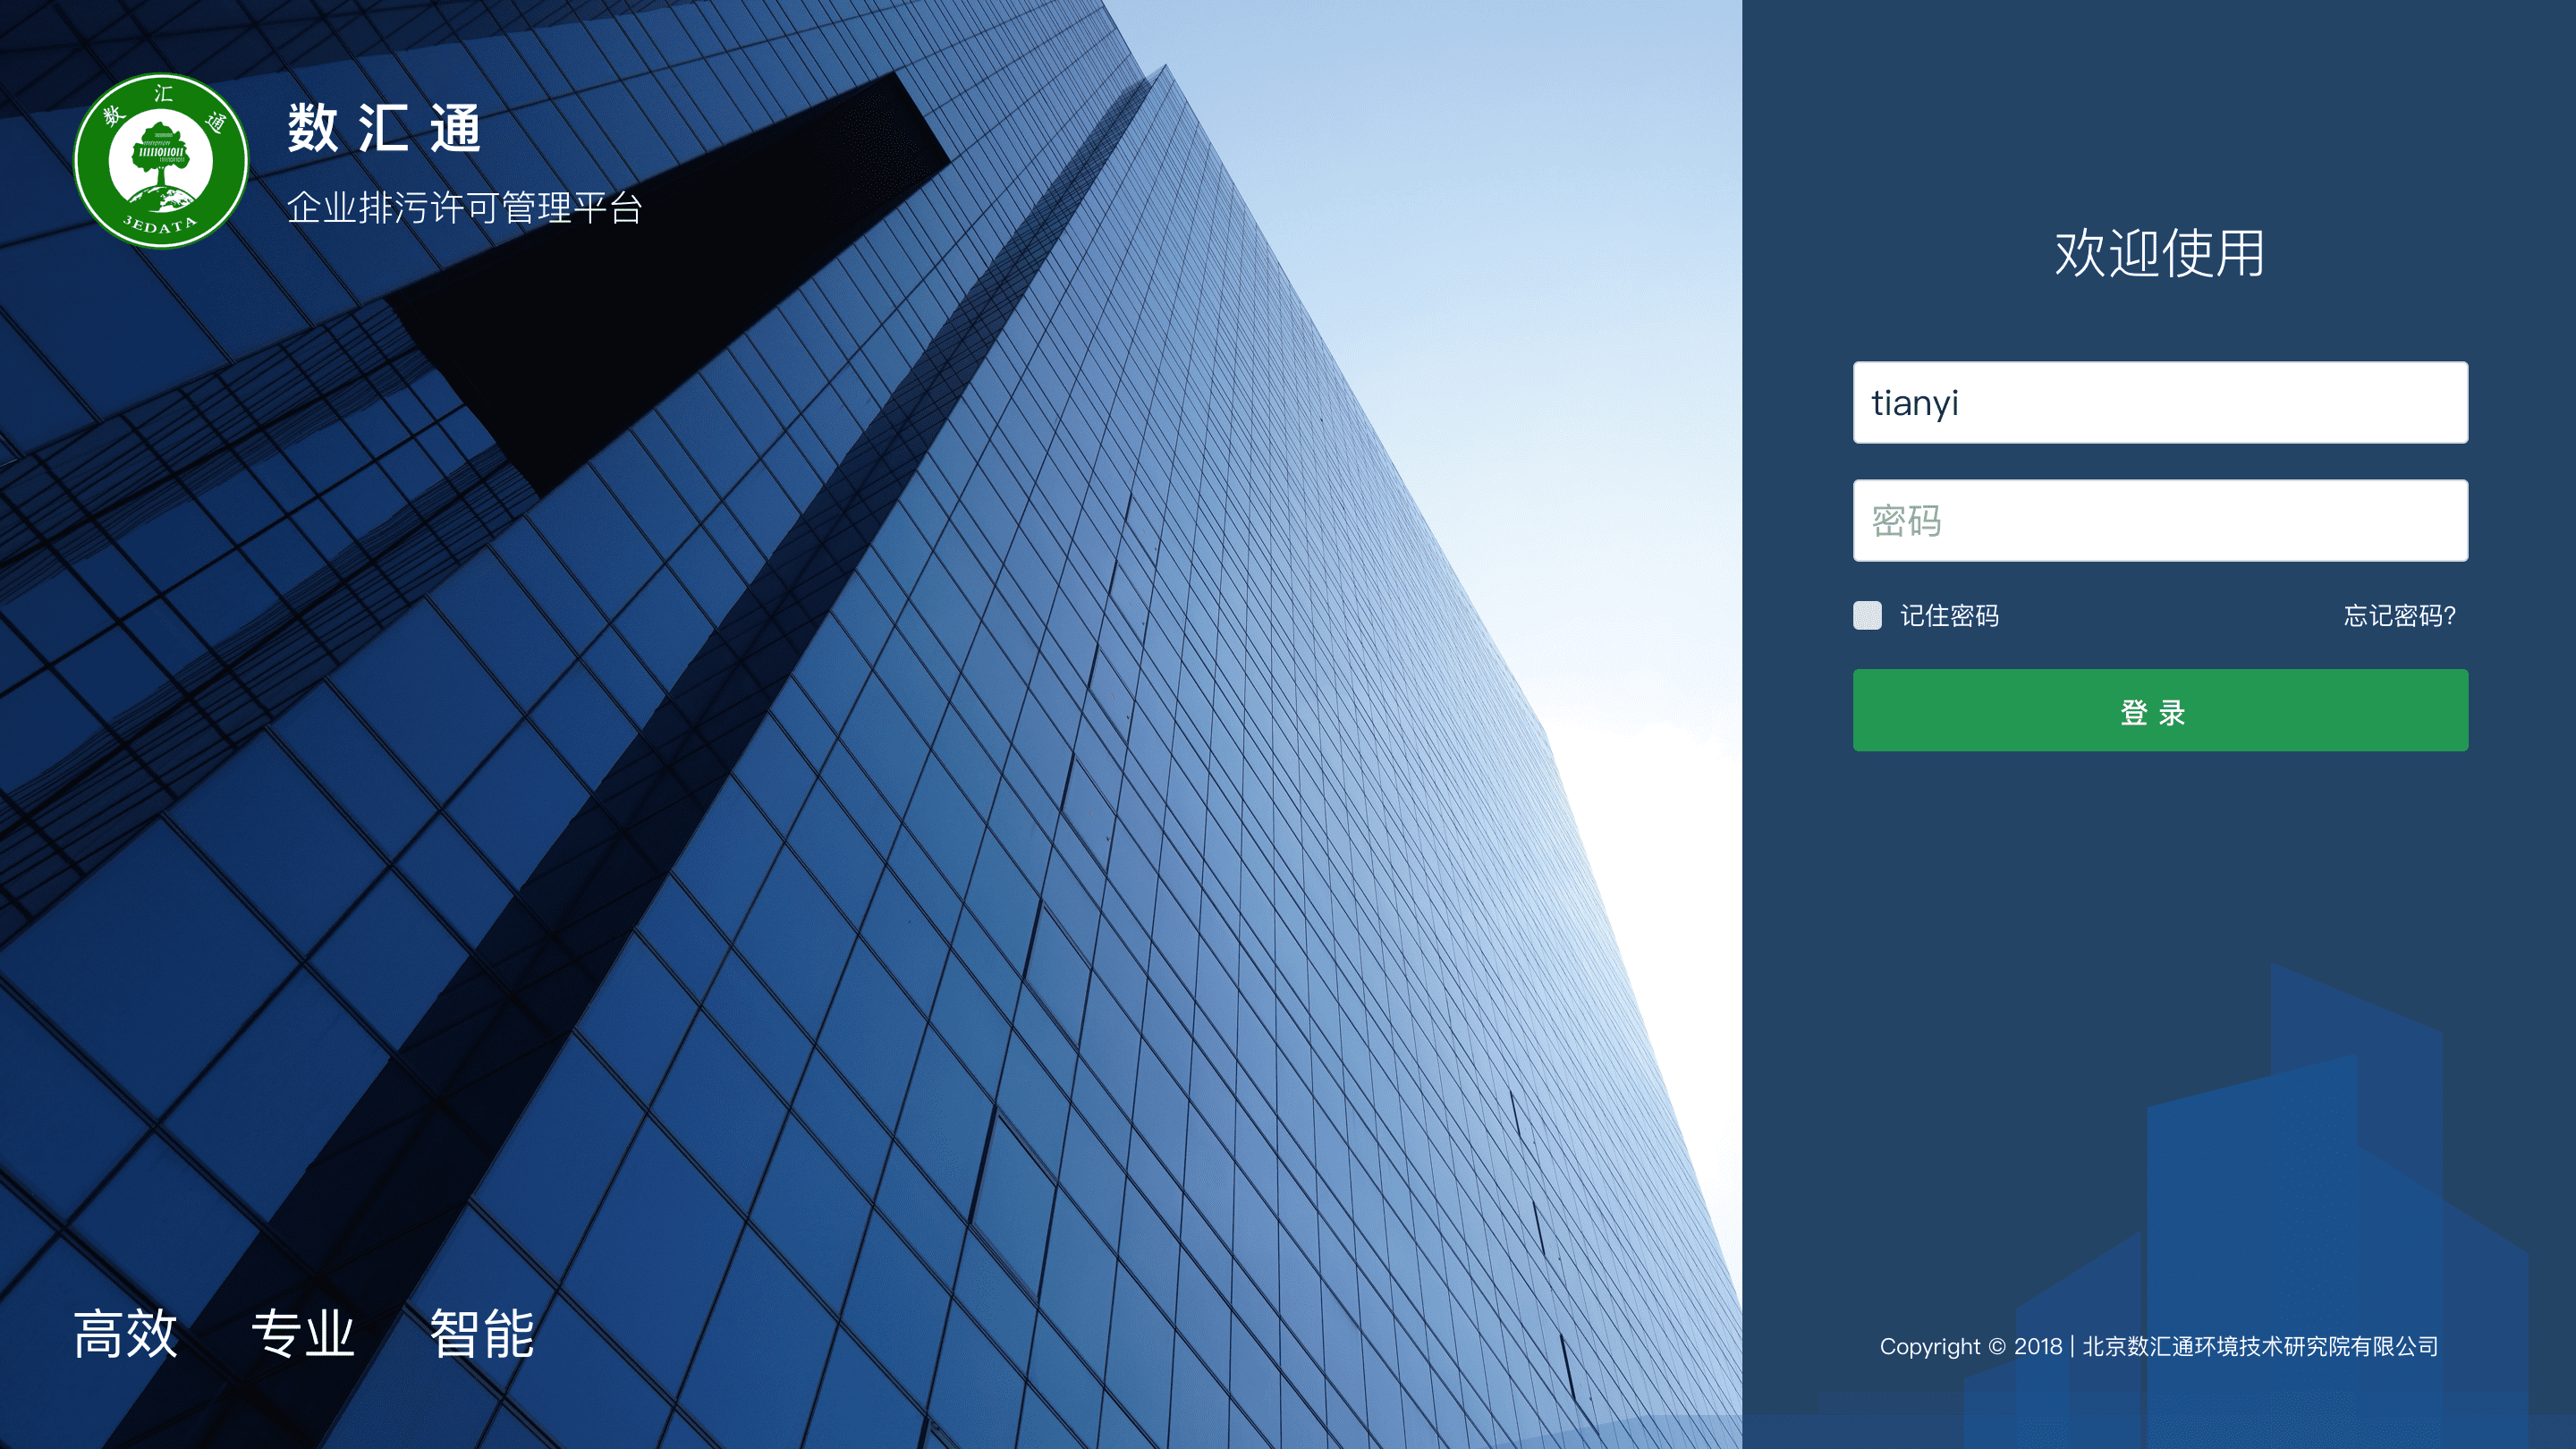 数 汇 通
1111011011
3EDATA
数 汇 通
企业排污许可管理平台
高效 专业 智能
欢迎使用
tianyi
密码
记住密码 忘记密码?
登 录
Copyright © 2018 | 北京数汇通环境技术研究院有限公司